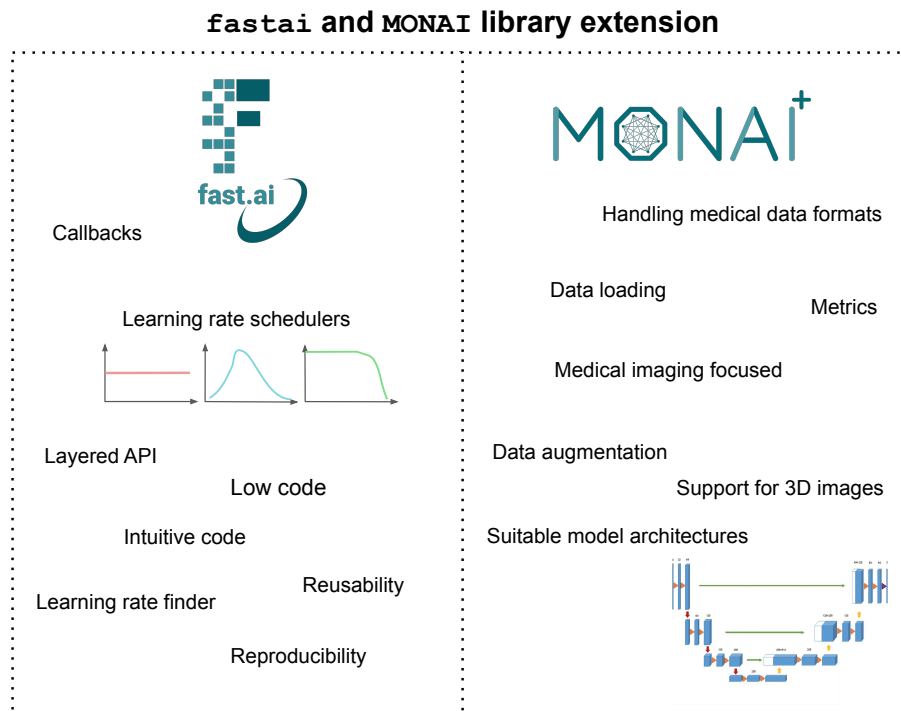 fastai and MONAI library extension
fast.ai
Callbacks
Learning rate schedulers
Layered API
Low code
Intuitive code
Reusability
Learning rate finder
Reproducibility
MONAI
Handling medical data formats
Data loading
Metrics
Medical imaging focused
Data augmentation
Support for 3D images
Suitable model architectures